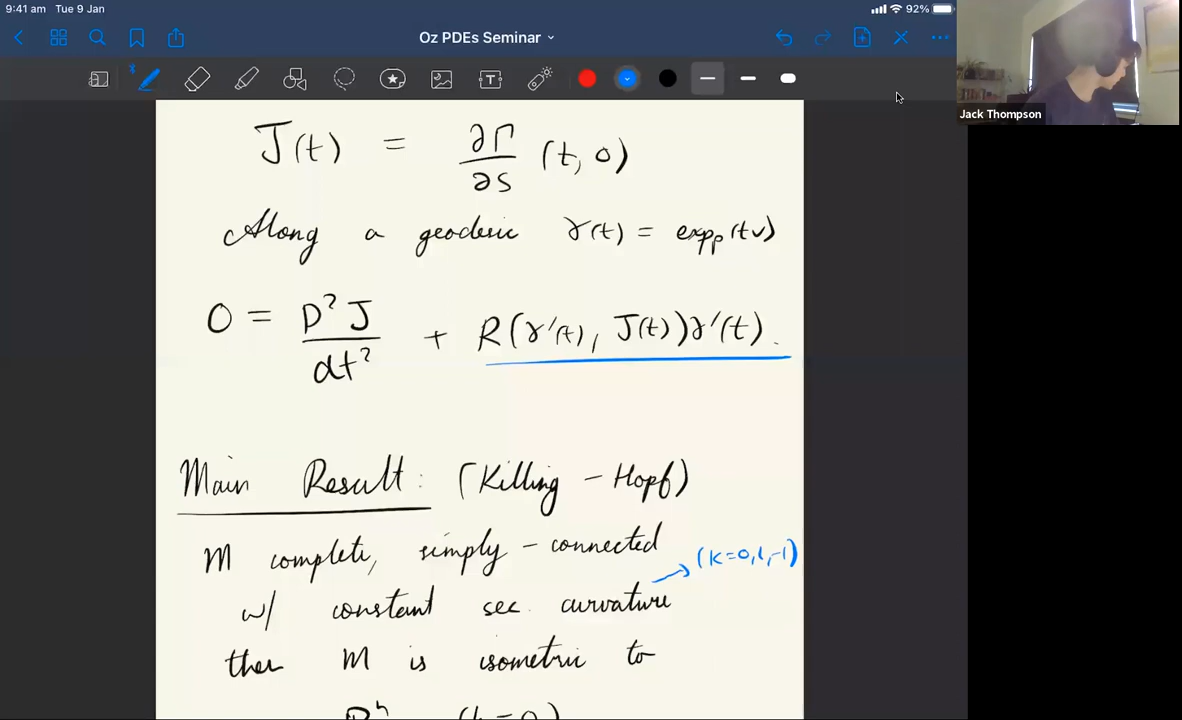 9:41 am Tue 9 Jan
92%
Oz PDEs Seminar
Jack Thompson
J(t) = ∂Γ/∂s (t, 0)
Along a geodesic γ(t) = exp_p(tv)
0 = D²J/dt² + R(γ'(t), J(t))γ'(t).
Main Result: (Killing - Hopf)
M complete, simply - connected
(K=0,1,-1)
w/ constant sec. curvature
then M is isometric to